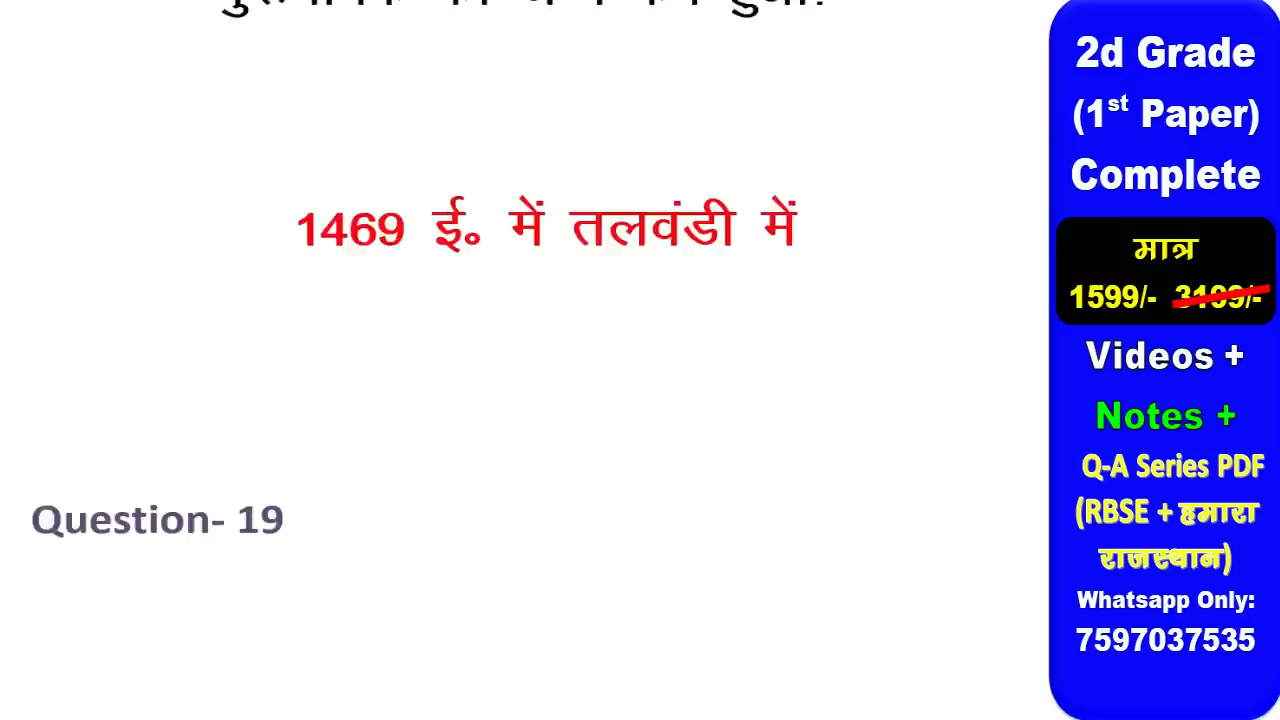 1469 ई॰ में तलवंडी में
Question- 19
2d Grade
(1st Paper)
Complete
मात्र
1599/- 3199/-
Videos +
Notes +
Q-A Series PDF
(RBSE + हमारा
राजस्थान)
Whatsapp Only:
7597037535